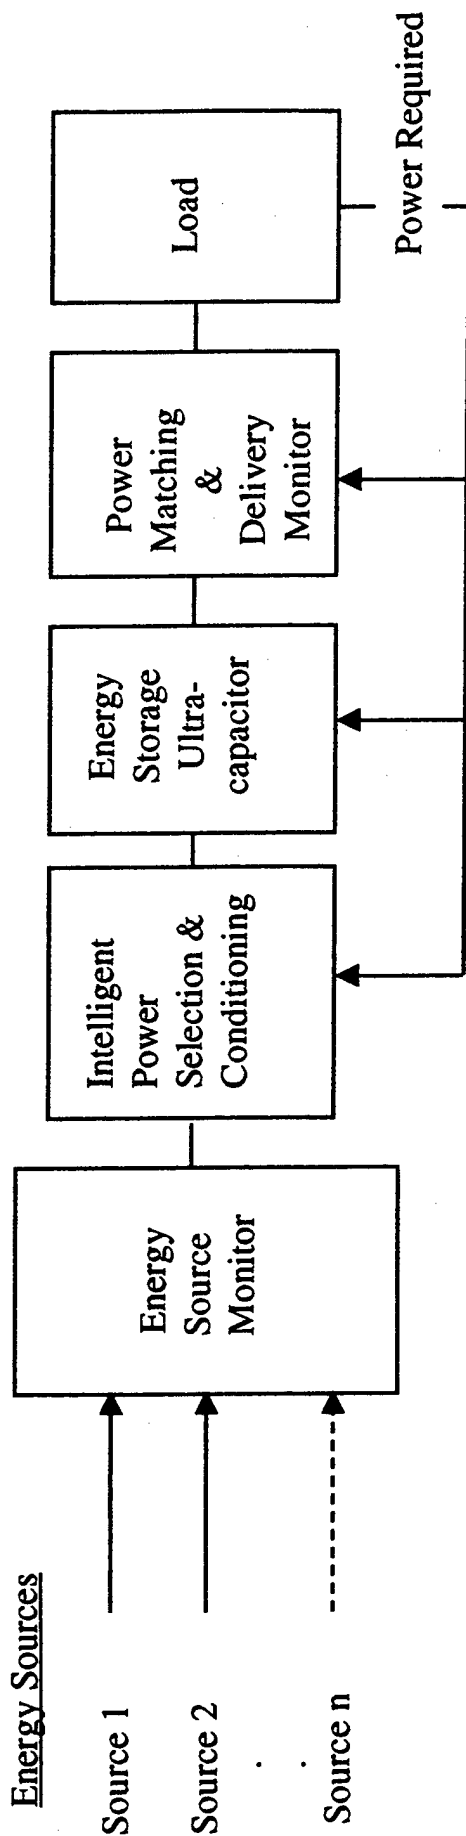 Energy Sources
Source 1
Source 2
.
.
Source n
Energy
Source
Monitor
Intelligent
Power
Selection &
Conditioning
Energy
Storage
Ultra-
capacitor
Power
Matching
&
Delivery
Monitor
Load
Power Required